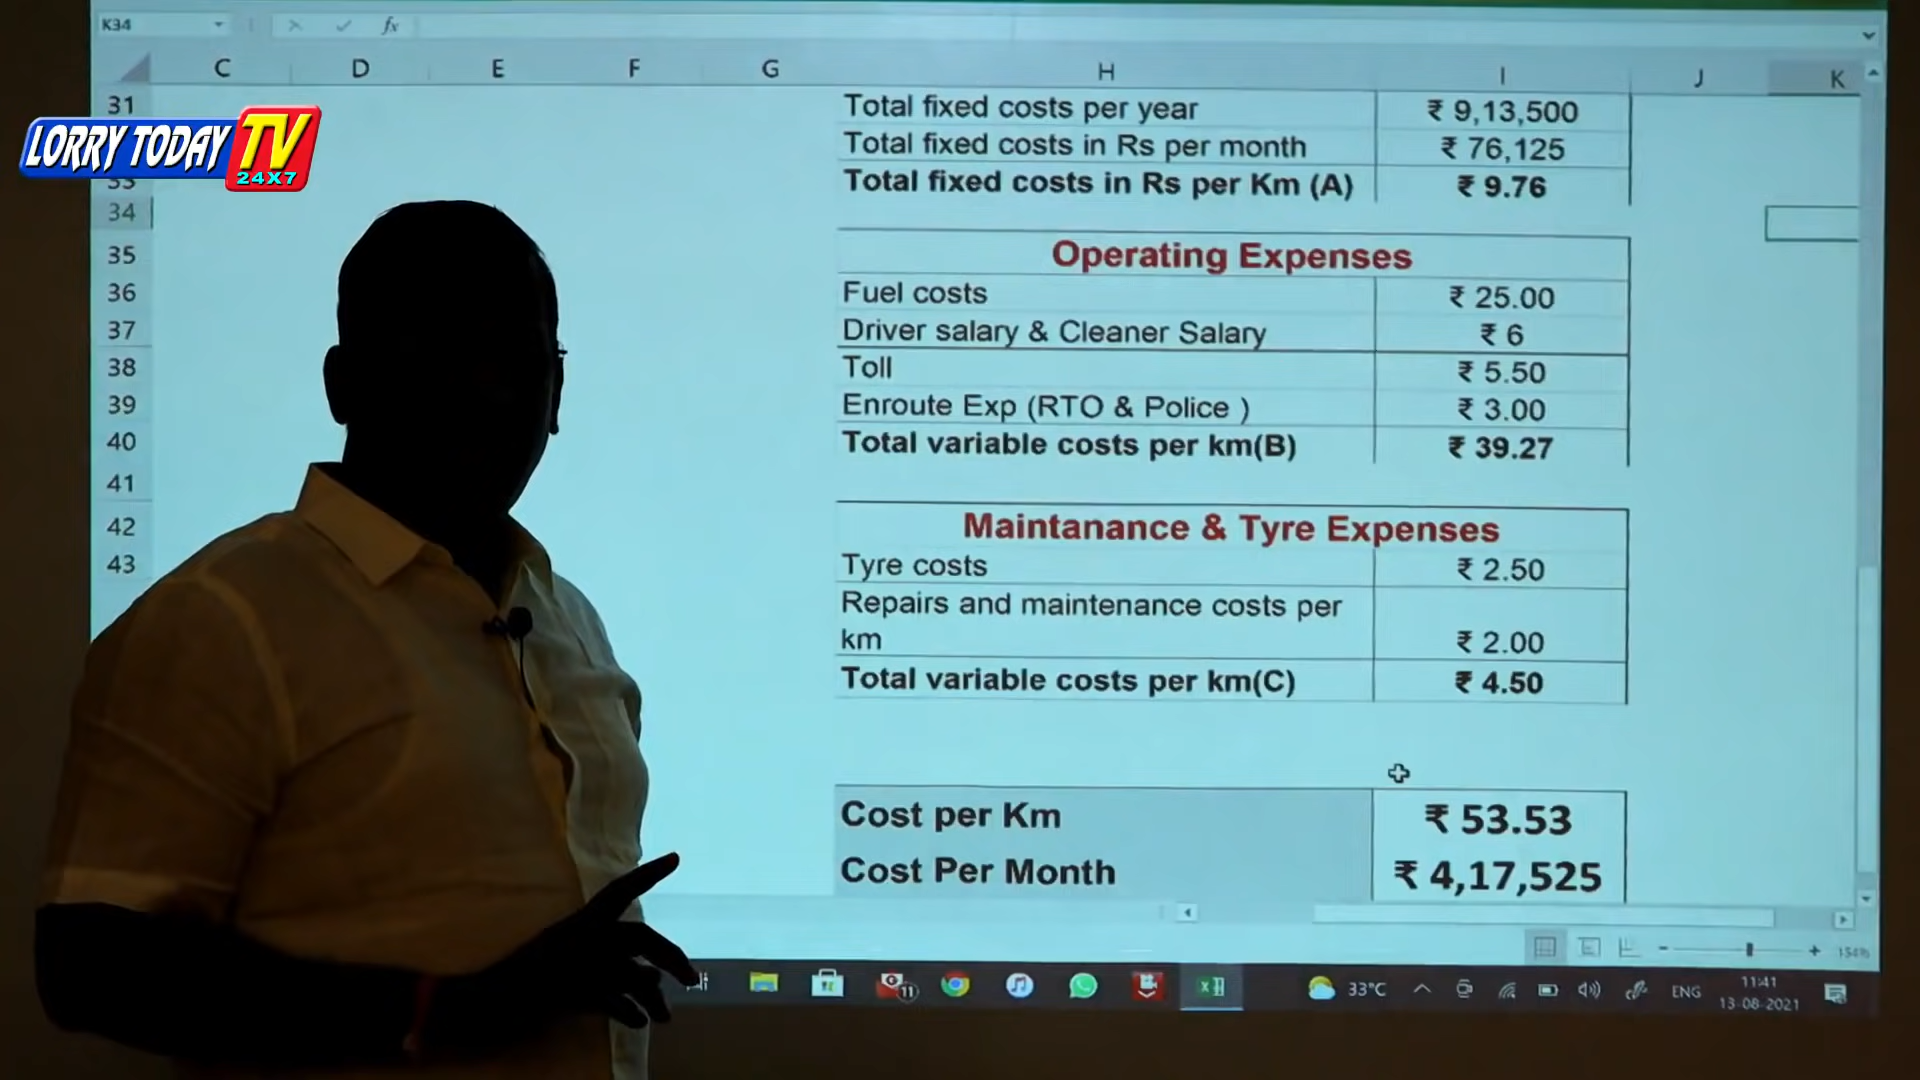 K34
fx
C D E F G H I J K
31 Total fixed costs per year ₹ 9,13,500
Total fixed costs in Rs per month ₹ 76,125
33 Total fixed costs in Rs per Km (A) ₹ 9.76
LORRY TODAY TV
24X7
34
35 Operating Expenses
36 Fuel costs ₹ 25.00
37 Driver salary & Cleaner Salary ₹ 6
38 Toll ₹ 5.50
39 Enroute Exp (RTO & Police ) ₹ 3.00
40 Total variable costs per km(B) ₹ 39.27
41
42 Maintanance & Tyre Expenses
43 Tyre costs ₹ 2.50
Repairs and maintenance costs per
km ₹ 2.00
Total variable costs per km(C) ₹ 4.50
Cost per Km ₹ 53.53
Cost Per Month ₹ 4,17,525
154%
11 33°C ENG 11:41
13-08-2021